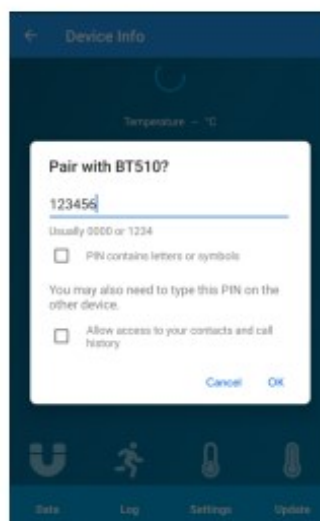 Device Info
Temperature – °C
Pair with BT510?
123456
Usually 0000 or 1234
PIN contains letters or symbols
You may also need to type this PIN on the
other device.
Allow access to your contacts and call
history
Cancel OK
Data Log Settings Update